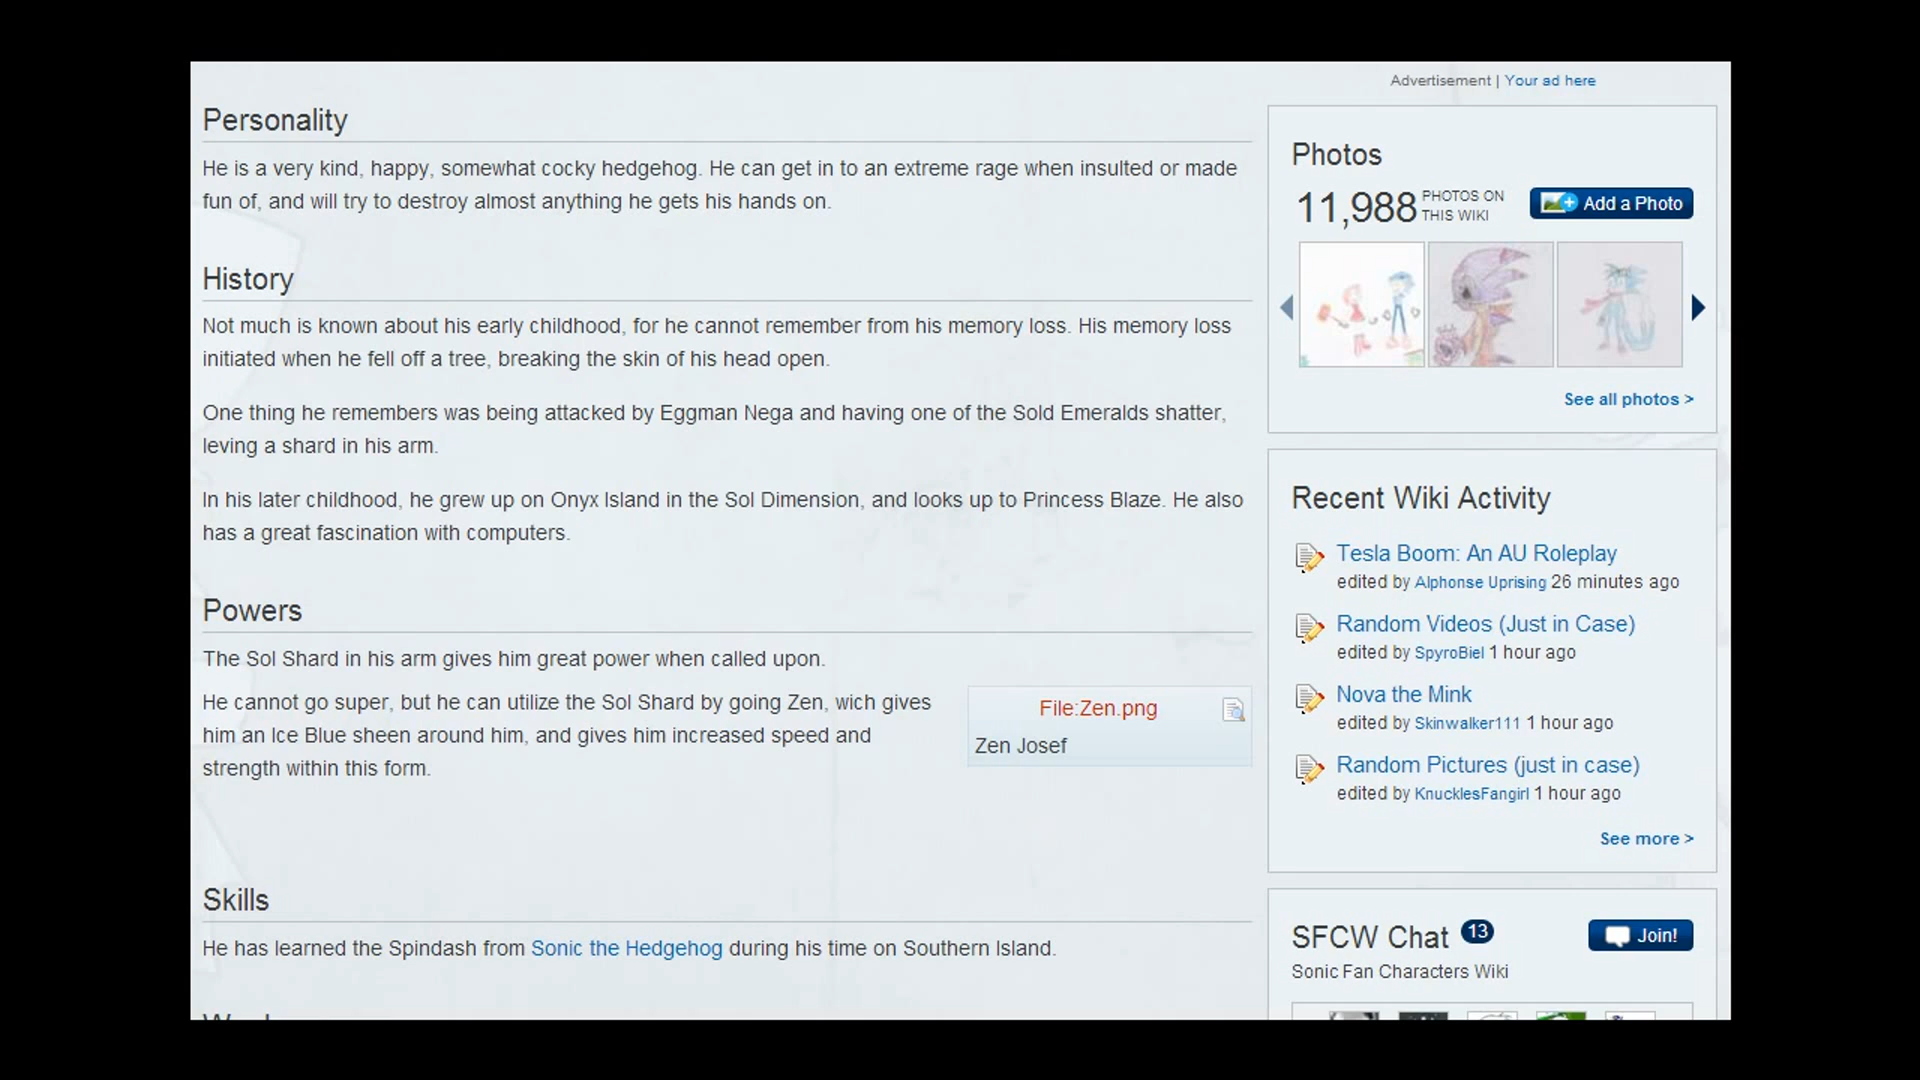 Advertisement | Your ad here
Personality
He is a very kind, happy, somewhat cocky hedgehog. He can get in to an extreme rage when insulted or made
fun of, and will try to destroy almost anything he gets his hands on.
History
Not much is known about his early childhood, for he cannot remember from his memory loss. His memory loss
initiated when he fell off a tree, breaking the skin of his head open.
One thing he remembers was being attacked by Eggman Nega and having one of the Sold Emeralds shatter,
leving a shard in his arm.
In his later childhood, he grew up on Onyx Island in the Sol Dimension, and looks up to Princess Blaze. He also
has a great fascination with computers.
Powers
The Sol Shard in his arm gives him great power when called upon.
He cannot go super, but he can utilize the Sol Shard by going Zen, wich gives
him an Ice Blue sheen around him, and gives him increased speed and
strength within this form.
File:Zen.png
Zen Josef
Skills
He has learned the Spindash from Sonic the Hedgehog during his time on Southern Island.
Photos
11,988 PHOTOS ON
THIS WIKI
Add a Photo
See all photos >
Recent Wiki Activity
Tesla Boom: An AU Roleplay
edited by Alphonse Uprising 26 minutes ago
Random Videos (Just in Case)
edited by SpyroBiel 1 hour ago
Nova the Mink
edited by Skinwalker111 1 hour ago
Random Pictures (just in case)
edited by KnucklesFangirl 1 hour ago
See more >
SFCW Chat 13
Join!
Sonic Fan Characters Wiki